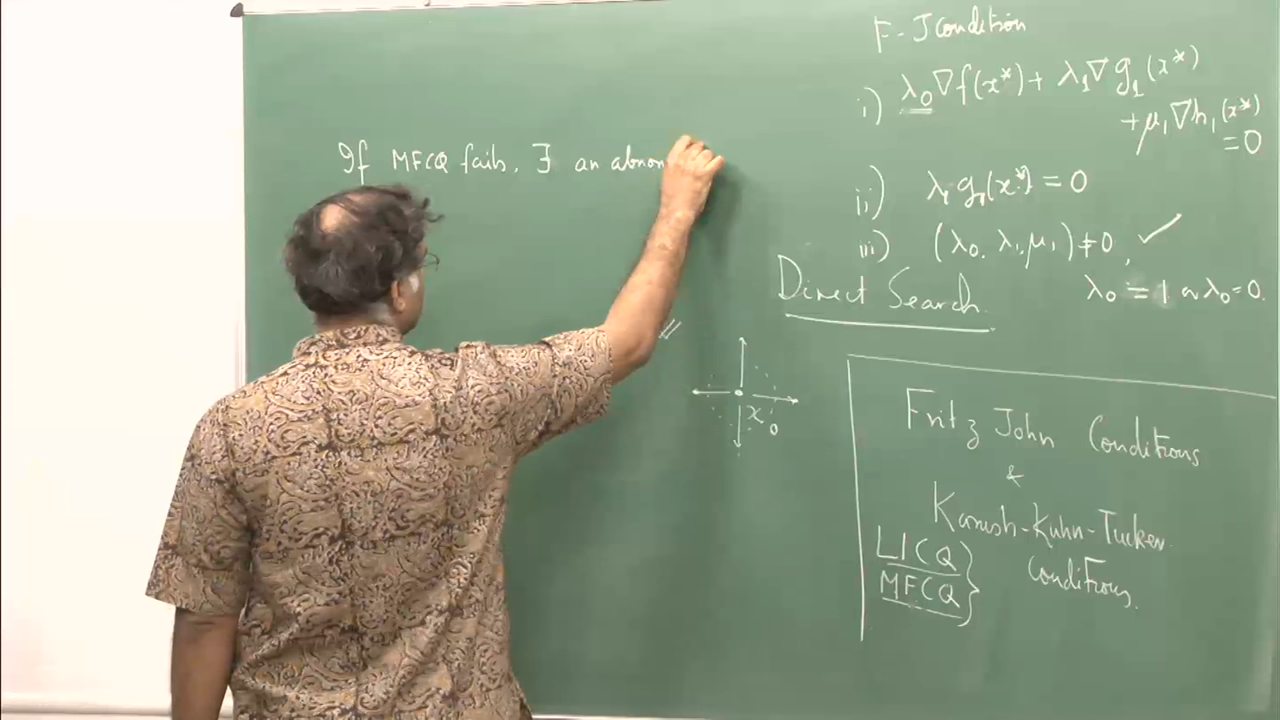 If MFCQ fails, ∃ an abnor
F-J condition
i) λ₀∇f(x*) + λ₁∇g₁(x*)
+ μ₁∇h₁(x*)
= 0
ii) λ₁g₁(x*) = 0
iii) (λ₀, λ₁, μ₁) ≠ 0, ✓
λ₀ = 1 or λ₀ = 0.
Direct Search
x₀
Fritz John Conditions
&
Karush-Kuhn-Tucker
Conditions.
LICQ
MFCQ